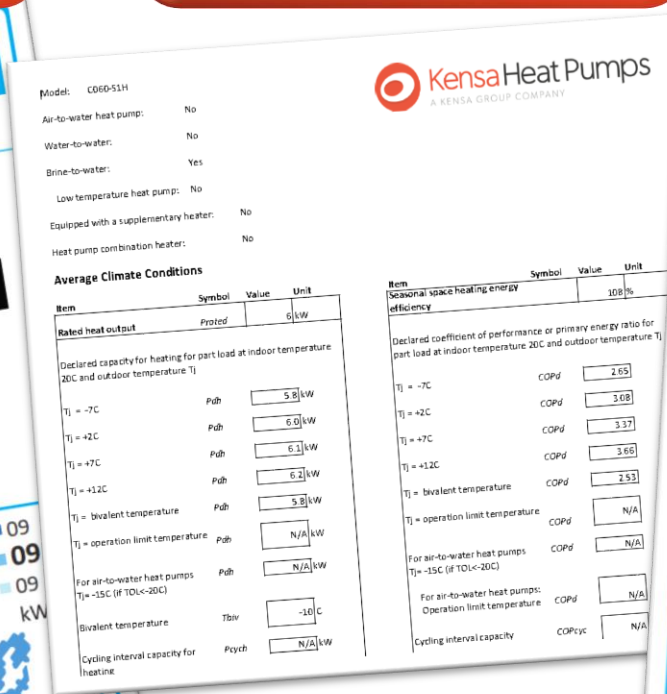 Kensa Heat Pumps
A KENSA GROUP COMPANY
Model: C060-S1H
Air-to-water heat pump: No
Water-to-water: No
Brine-to-water: Yes
Low temperature heat pump: No
Equipped with a supplementary heater: No
Heat pump combination heater: No
Average Climate Conditions
Item Symbol Value Unit
Rated heat output Prated 6 kW
Declared capacity for heating for part load at indoor temperature
20C and outdoor temperature Tj
Tj = -7C Pdh 5.8 kW
Tj = +2C Pdh 6.0 kW
Tj = +7C Pdh 6.1 kW
Tj = +12C Pdh 6.2 kW
Tj = bivalent temperature Pdh 5.8 kW
Tj = operation limit temperature Pdh N/A kW
For air-to-water heat pumps Pdh N/A kW
Tj= -15C (if TOL<-20C)
Bivalent temperature Tbiv -10 C
Cycling interval capacity for Pcych N/A kW
heating
Item Symbol Value Unit
Seasonal space heating energy
efficiency 108 %
Declared coefficient of performance or primary energy ratio for
part load at indoor temperature 20C and outdoor temperature Tj
Tj = -7C COPd 2.65
Tj = +2C COPd 3.08
Tj = +7C COPd 3.37
Tj = +12C COPd 3.66
Tj = bivalent temperature COPd 2.53
Tj = operation limit temperature COPd N/A
For air-to-water heat pumps COPd N/A
Tj= -15C (if TOL<-20C)
For air-to-water heat pumps:
Operation limit temperature COPd N/A
Cycling interval capacity COPcyc N/A
09
09
09
kW